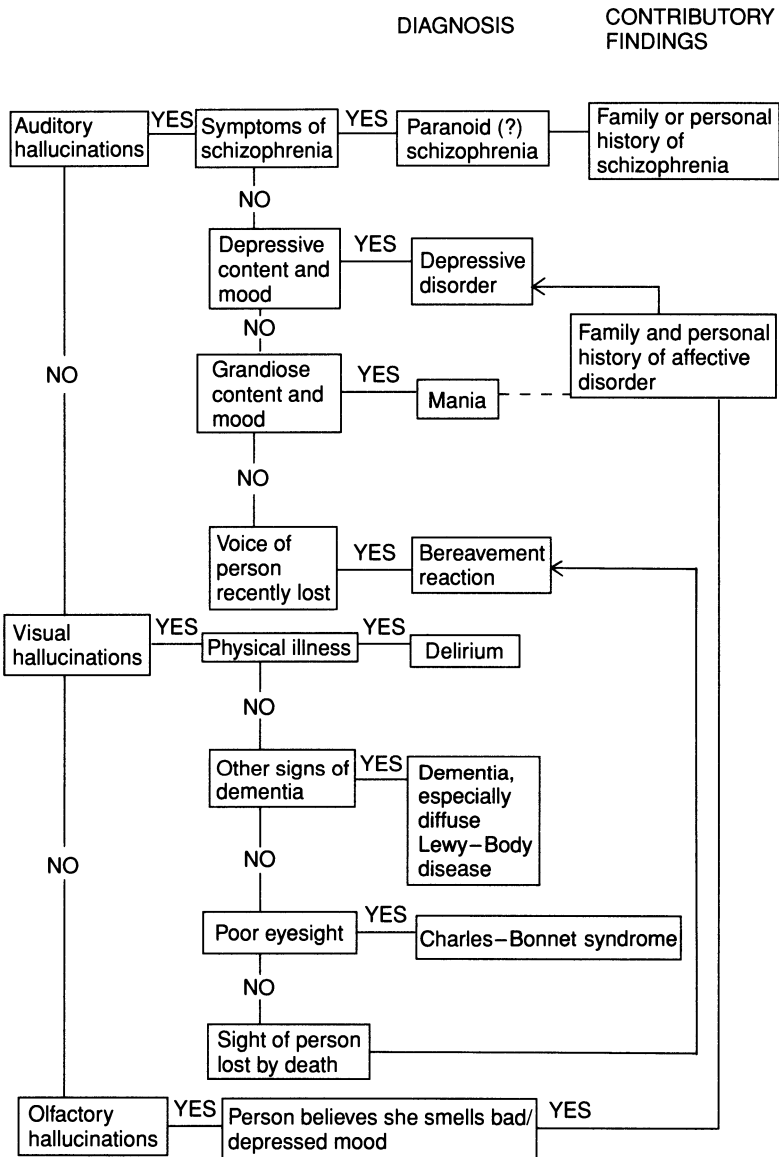 DIAGNOSIS
CONTRIBUTORY
FINDINGS
Auditory
hallucinations
YES
Symptoms of
schizophrenia
YES
Paranoid (?)
schizophrenia
Family or personal
history of
schizophrenia
NO
Depressive
content and
mood
YES
Depressive
disorder
NO
Family and personal
history of affective
disorder
NO
Grandiose
content and
mood
YES
Mania
NO
Voice of
person
recently lost
YES
Bereavement
reaction
Visual
hallucinations
YES
Physical illness
YES
Delirium
NO
Other signs of
dementia
YES
Dementia,
especially
diffuse
Lewy–Body
disease
NO
NO
Poor eyesight
YES
Charles–Bonnet syndrome
NO
Sight of person
lost by death
Olfactory
hallucinations
YES
Person believes she smells bad/
depressed mood
YES